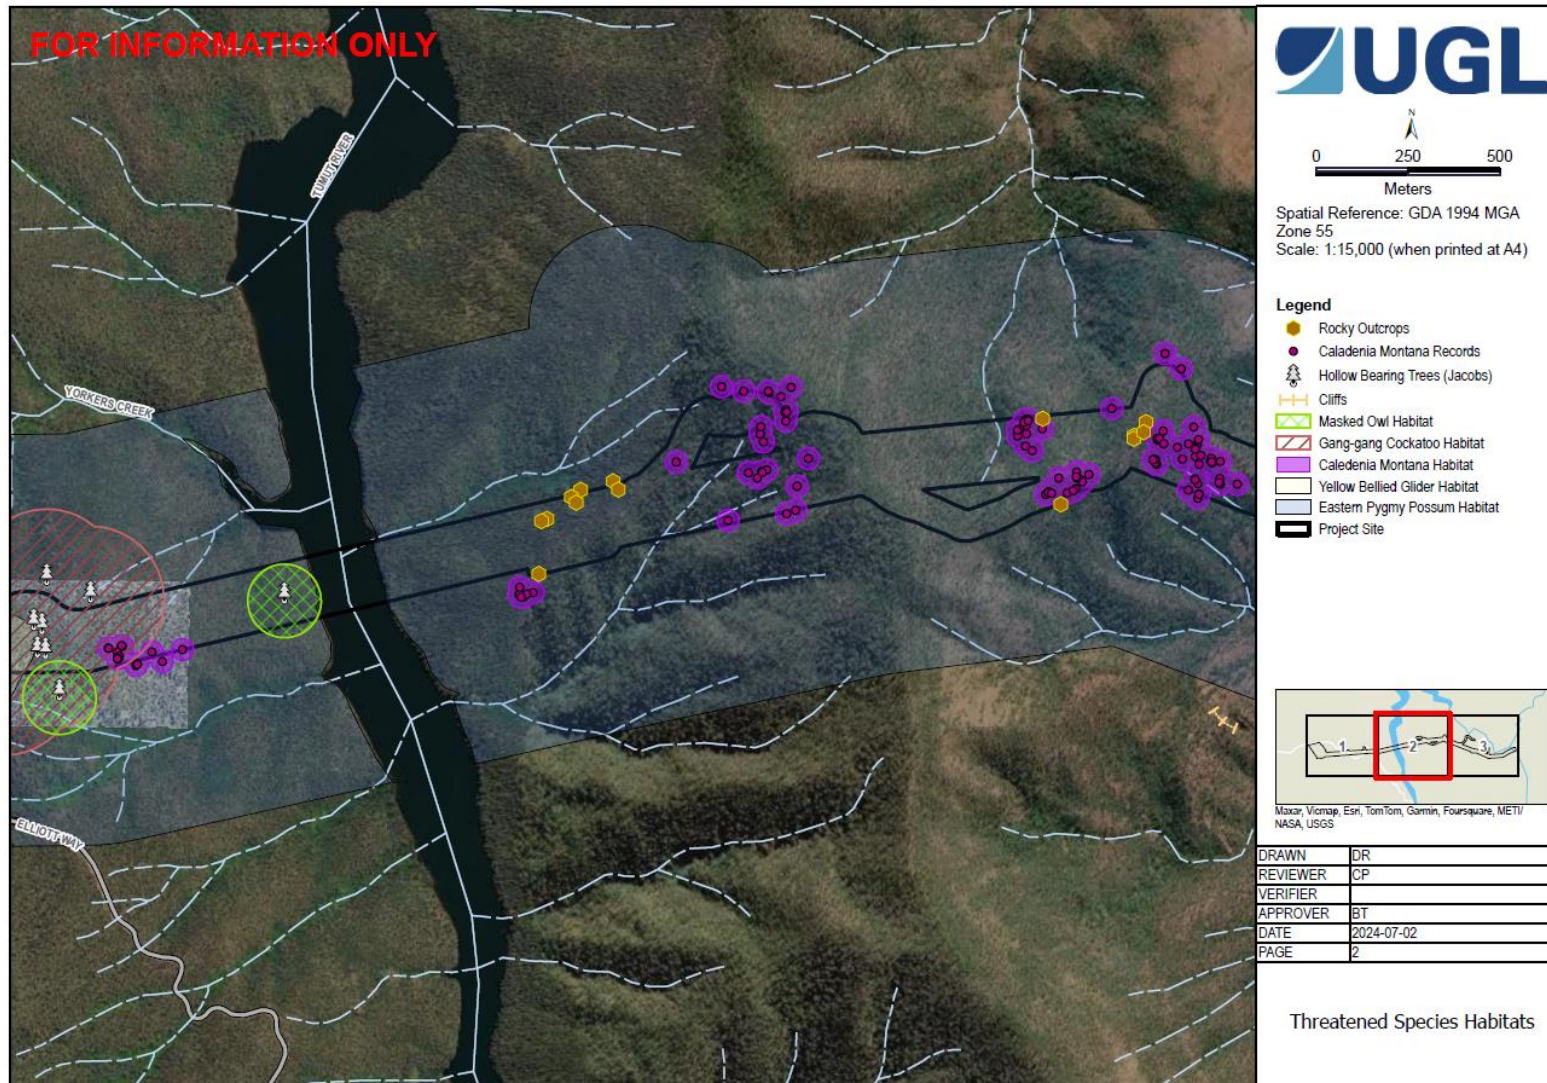 FOR INFORMATION ONLY
TUMUT RIVER
YORKERS CREEK
ELLIOTT WAY
UGL
N
0 250 500
Meters
Spatial Reference: GDA 1994 MGA
Zone 55
Scale: 1:15,000 (when printed at A4)
Legend
Rocky Outcrops
Caladenia Montana Records
Hollow Bearing Trees (Jacobs)
Cliffs
Masked Owl Habitat
Gang-gang Cockatoo Habitat
Caledenia Montana Habitat
Yellow Bellied Glider Habitat
Eastern Pygmy Possum Habitat
Project Site
1 2 3
Maxar, Vicmap, Esri, TomTom, Garmin, Foursquare, METI/
NASA, USGS
DRAWN DR
REVIEWER CP
VERIFIER
APPROVER BT
DATE 2024-07-02
PAGE 2
Threatened Species Habitats